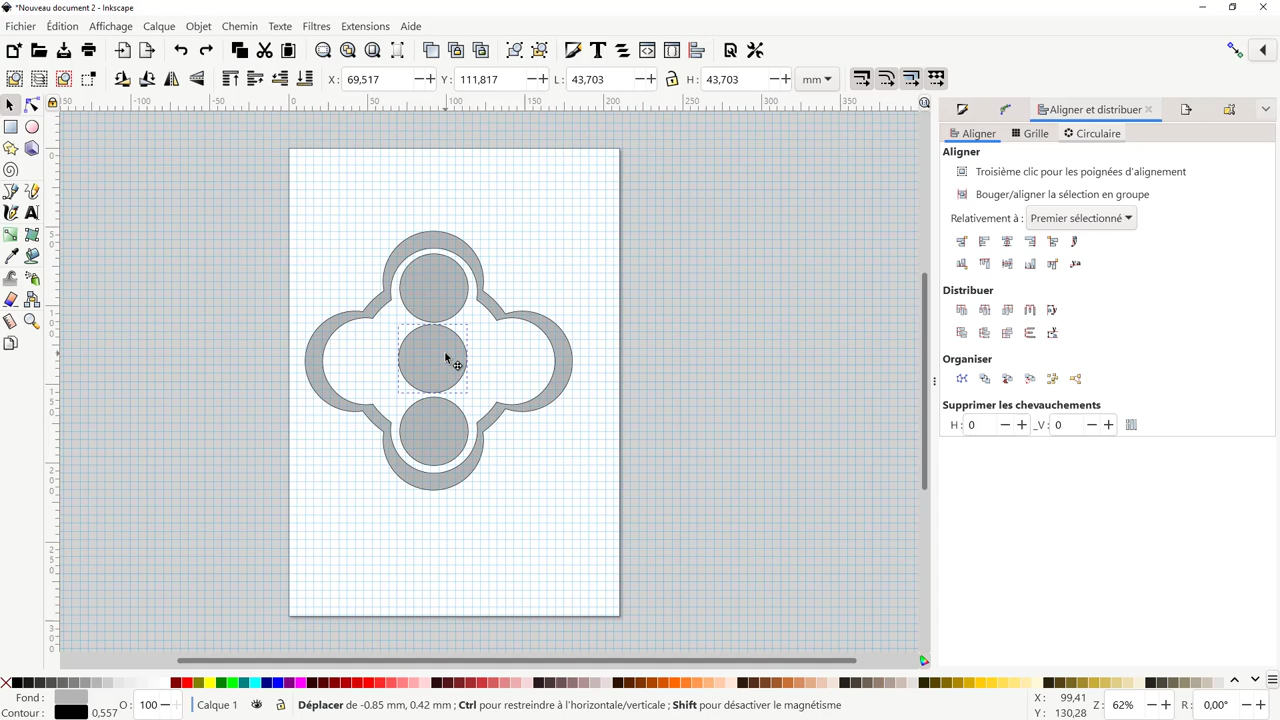 *Nouveau document 2 - Inkscape
Fichier Édition Affichage Calque Objet Chemin Texte Filtres Extensions Aide
X : 69,517 Y : 111,817 L : 43,703 H : 43,703 mm
-100 -50 0 50 100 150 200 250 300 350
Aligner et distribuer
Aligner Grille Circulaire
Aligner
Troisième clic pour les poignées d'alignement
Bouger/aligner la sélection en groupe
Relativement à : Premier sélectionné
Distribuer
Organiser
Supprimer les chevauchements
H : 0 _V : 0
Fond :
Contour : 0,557
O : 100
Calque 1
Déplacer de -0.85 mm, 0.42 mm ; Ctrl pour restreindre à l'horizontale/verticale ; Shift pour désactiver le magnétisme
X : 99,41
Y : 130,28
Z : 62%
R : 0,00°